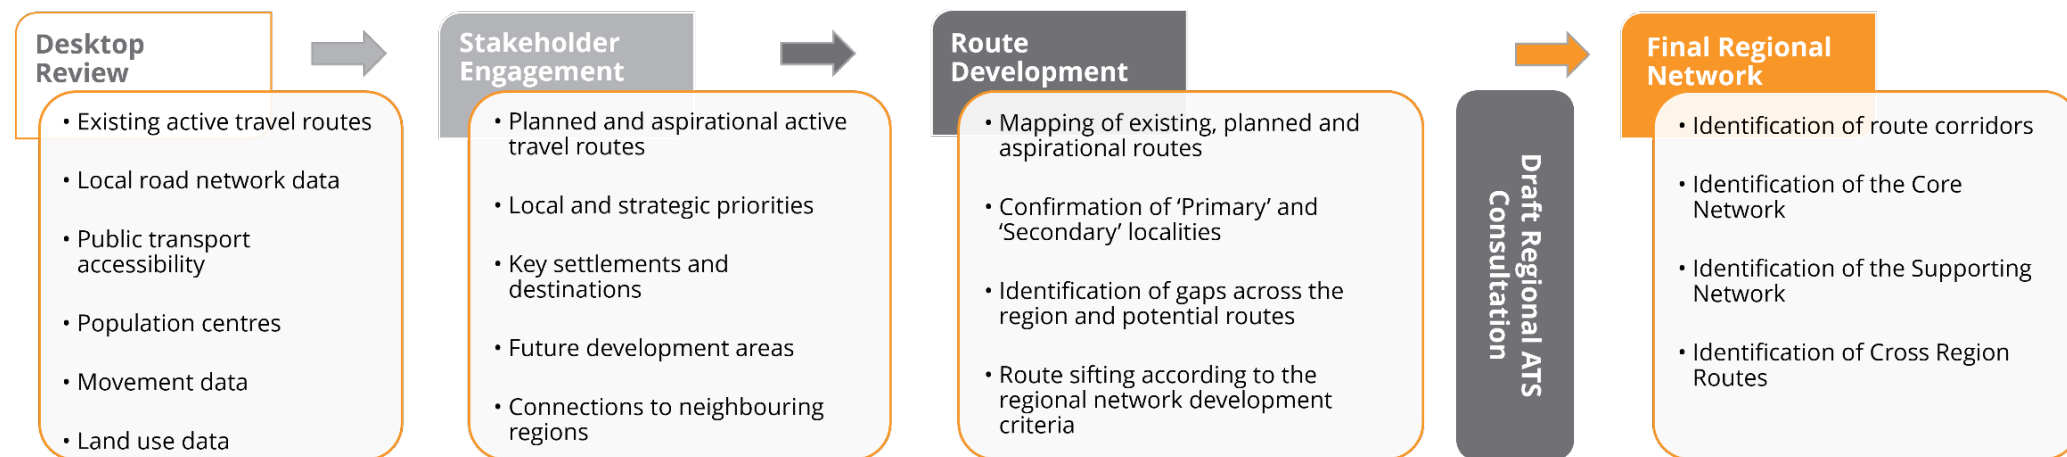 Desktop
Review
• Existing active travel routes
• Local road network data
• Public transport
accessibility
• Population centres
• Movement data
• Land use data
Stakeholder
Engagement
• Planned and aspirational active
travel routes
• Local and strategic priorities
• Key settlements and
destinations
• Future development areas
• Connections to neighbouring
regions
Route
Development
• Mapping of existing, planned and
aspirational routes
• Confirmation of ‘Primary’ and
‘Secondary’ localities
• Identification of gaps across the
region and potential routes
• Route sifting according to the
regional network development
criteria
Draft Regional ATS
Consultation
Final Regional
Network
• Identification of route corridors
• Identification of the Core
Network
• Identification of the Supporting
Network
• Identification of Cross Region
Routes